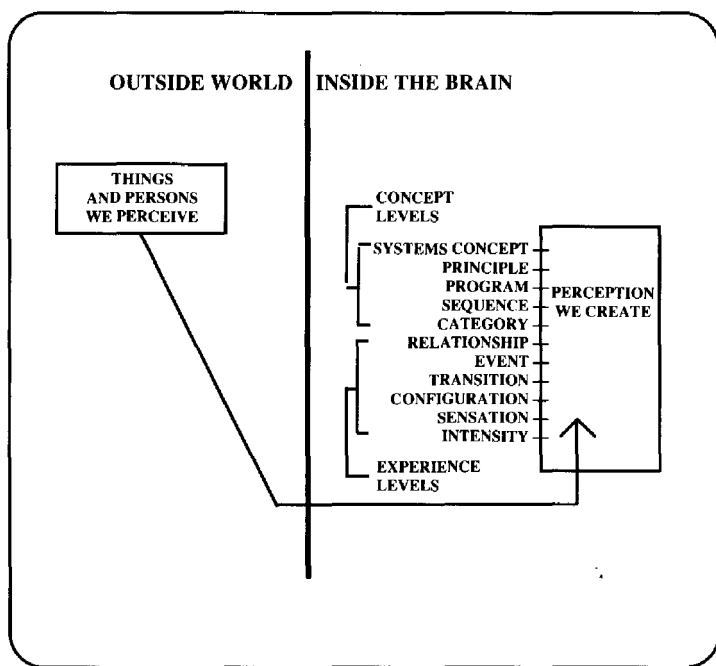 OUTSIDE WORLD
INSIDE THE BRAIN
THINGS
AND PERSONS
WE PERCEIVE
CONCEPT
LEVELS
SYSTEMS CONCEPT
PRINCIPLE
PROGRAM
SEQUENCE
CATEGORY
RELATIONSHIP
EVENT
TRANSITION
CONFIGURATION
SENSATION
INTENSITY
PERCEPTION
WE CREATE
EXPERIENCE
LEVELS